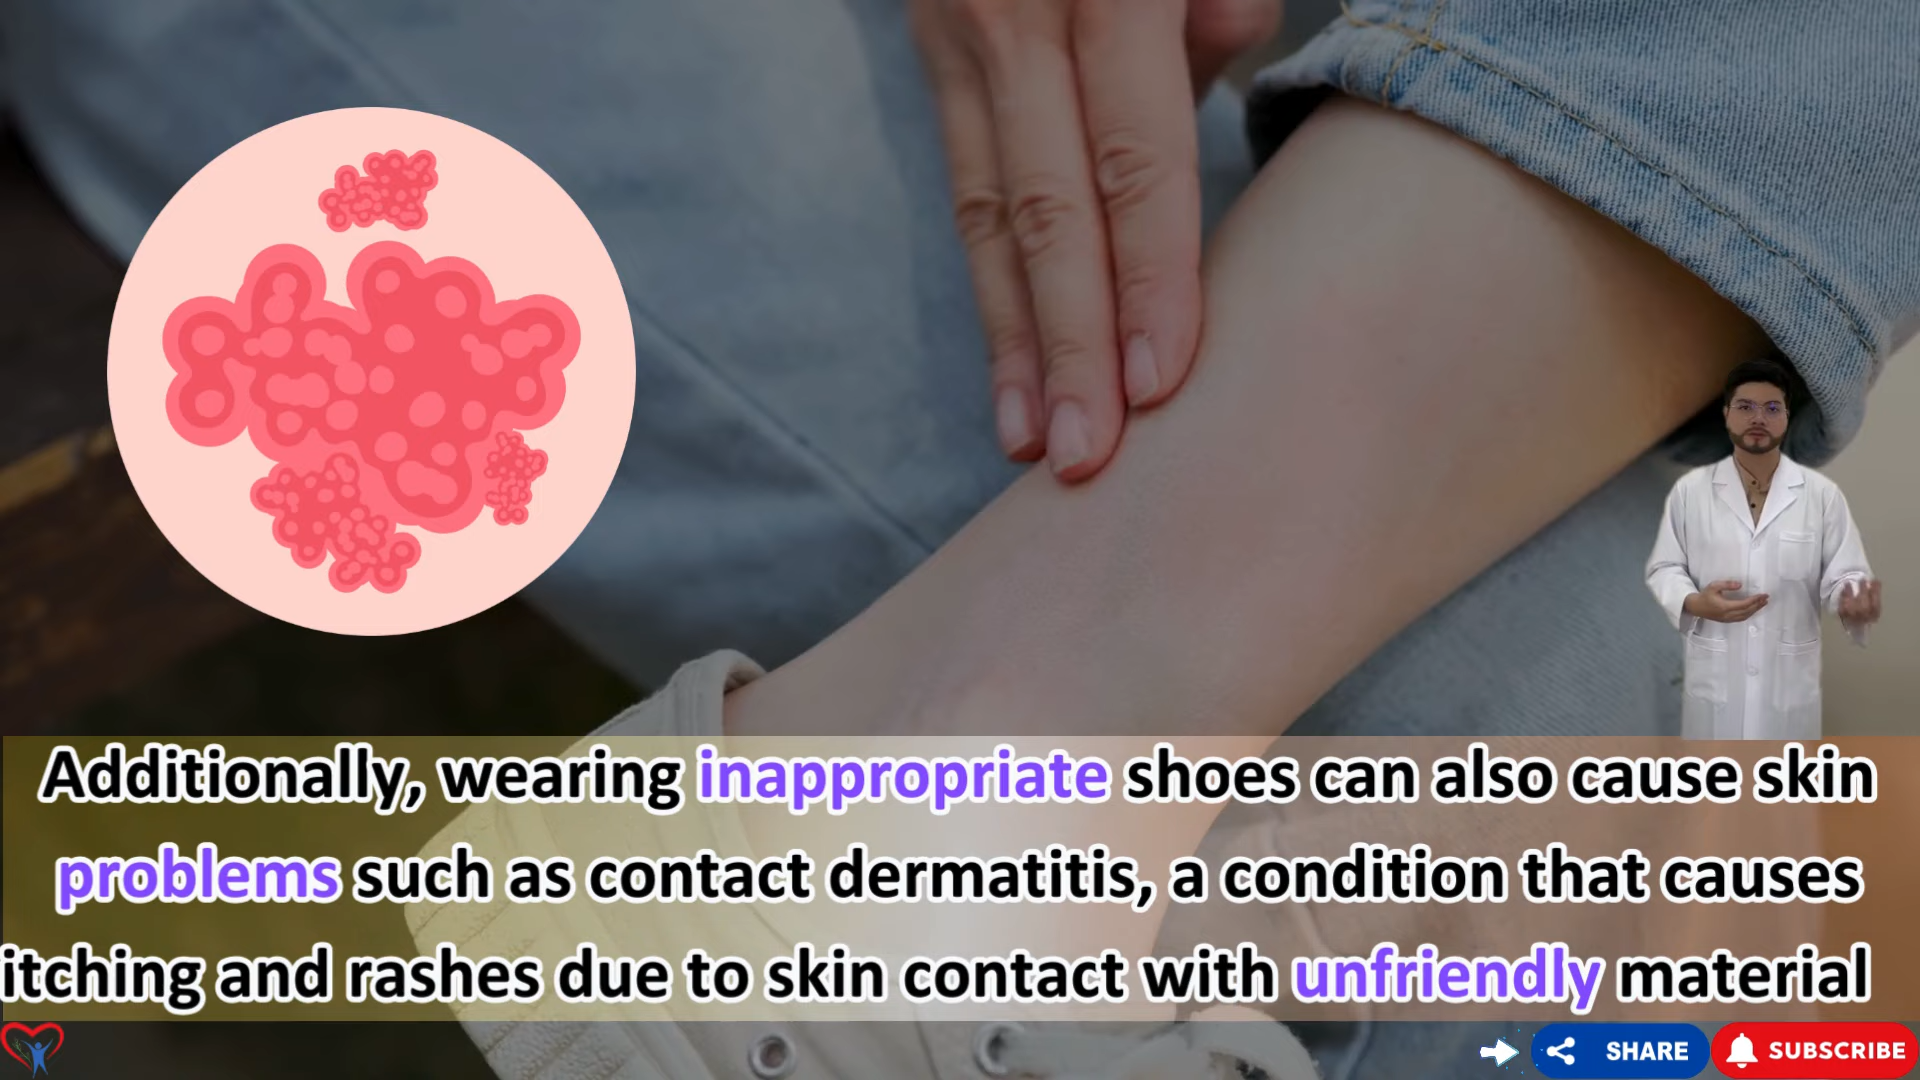 Additionally, wearing inappropriate shoes can also cause skin
problems such as contact dermatitis, a condition that causes
itching and rashes due to skin contact with unfriendly material
SHARE
SUBSCRIBE